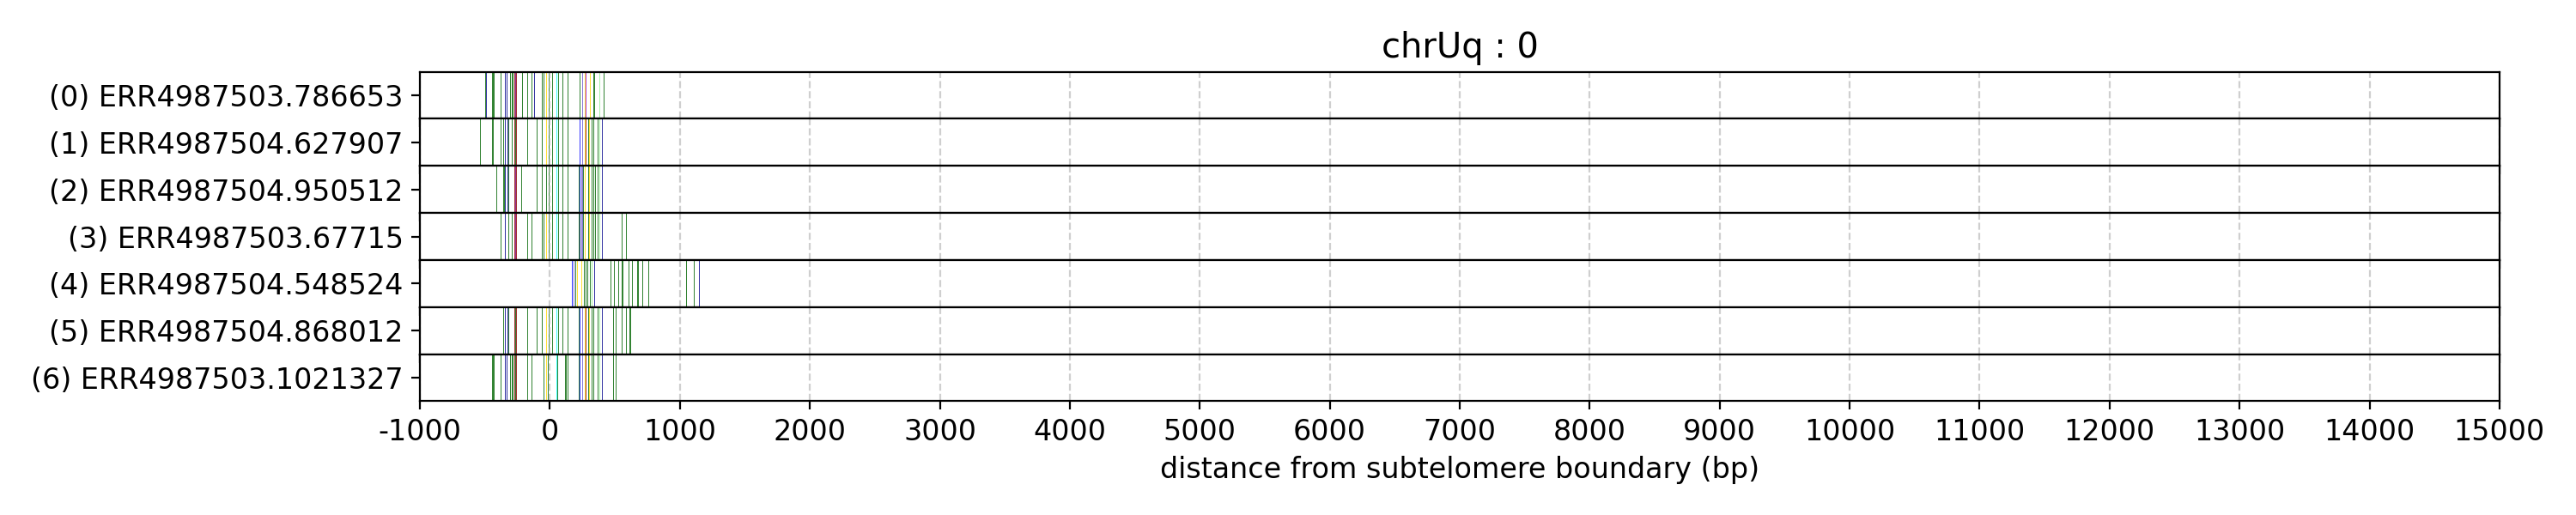 chrUq : 0
(0) ERR4987503.786653
(1) ERR4987504.627907
(2) ERR4987504.950512
(3) ERR4987503.67715
(4) ERR4987504.548524
(5) ERR4987504.868012
(6) ERR4987503.1021327
-1000 0 1000 2000 3000 4000 5000 6000 7000 8000 9000 10000 11000 12000 13000 14000 15000
distance from subtelomere boundary (bp)